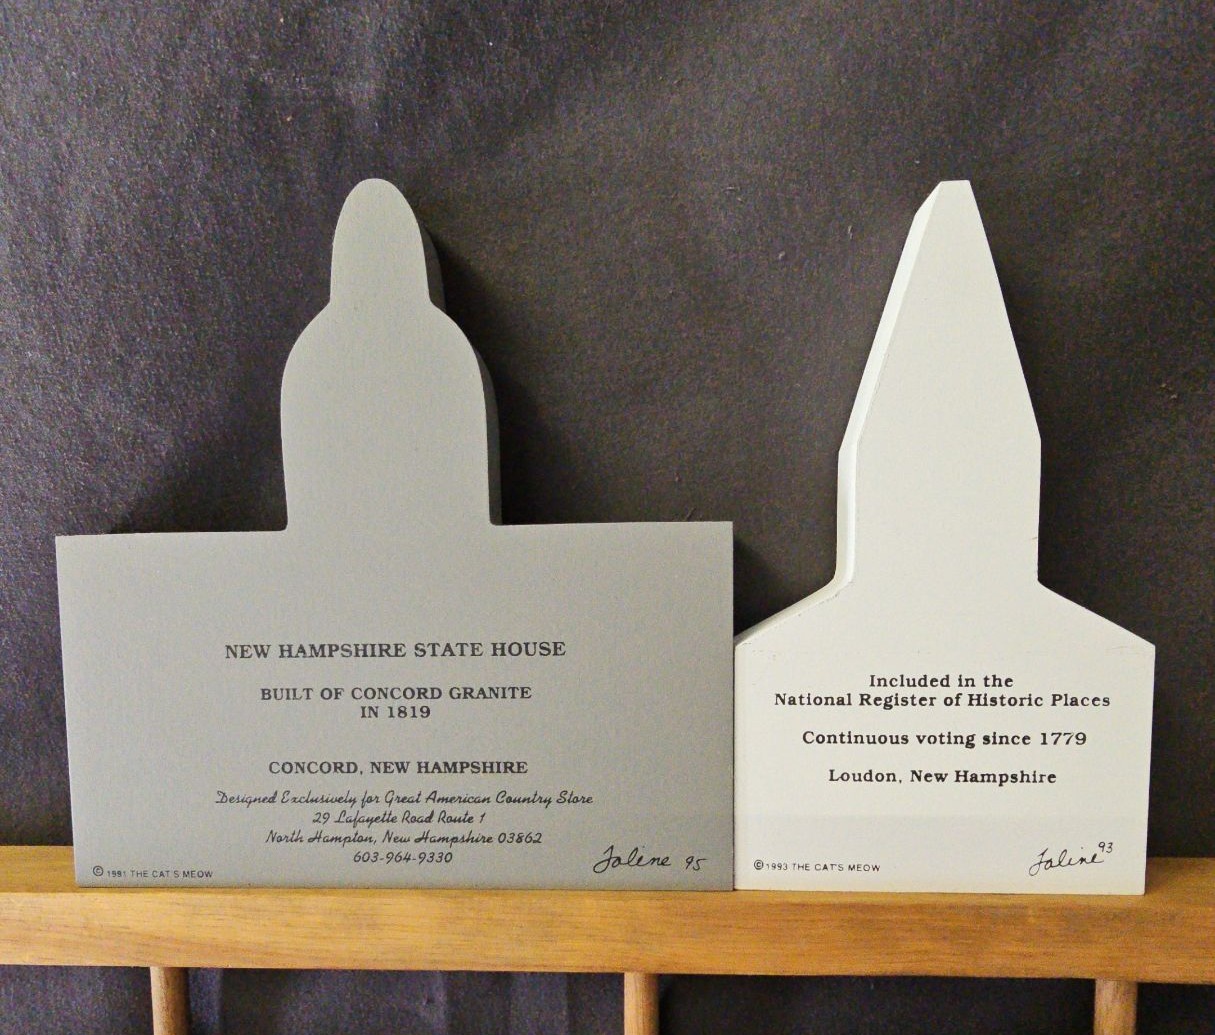 NEW HAMPSHIRE STATE HOUSE
BUILT OF CONCORD GRANITE
IN 1819
CONCORD, NEW HAMPSHIRE
Designed Exclusively for Great American Country Store
29 Lafayette Road Route 1
North Hampton, New Hampshire 03862
603-964-9330
© 1991 THE CAT'S MEOW
Faline 95
Included in the
National Register of Historic Places
Continuous voting since 1779
Loudon, New Hampshire
© 1993 THE CAT'S MEOW
Faline 93